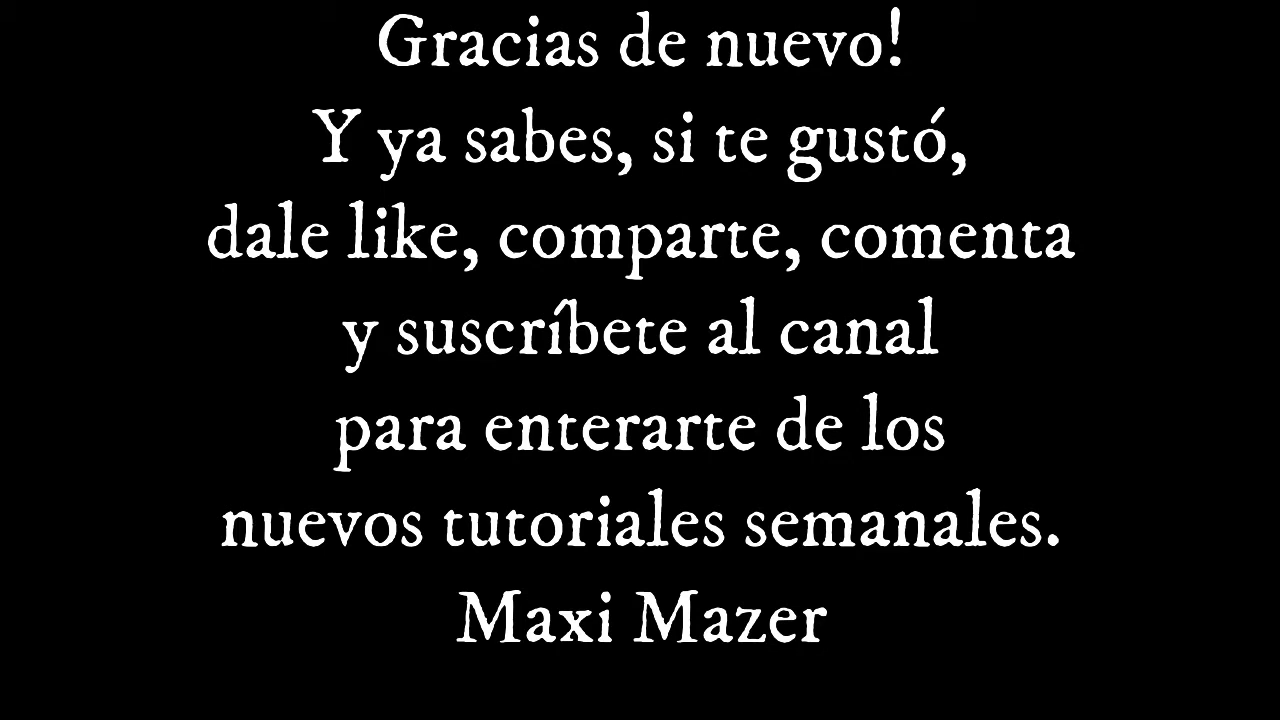 Gracias de nuevo!
Y ya sabes, si te gustó,
dale like, comparte, comenta
y suscríbete al canal
para enterarte de los
nuevos tutoriales semanales.
Maxi Mazer